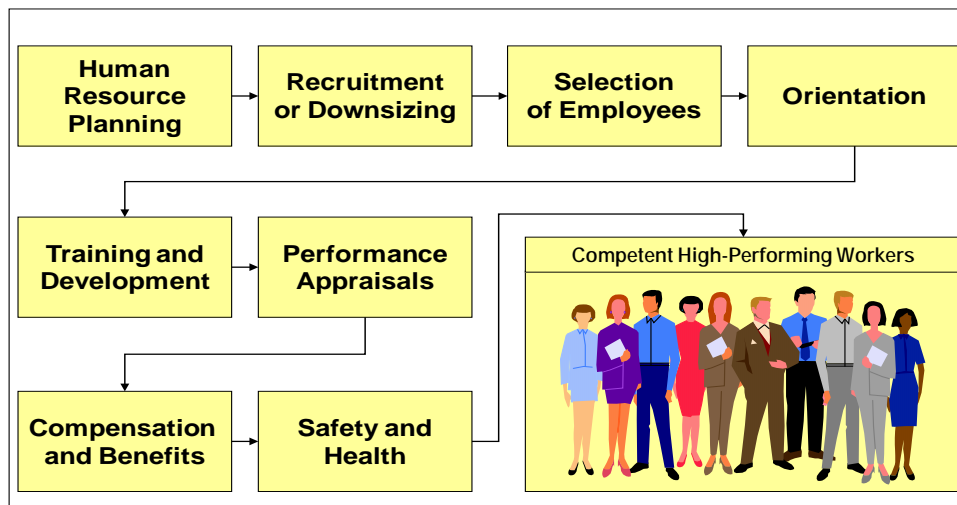 Human
Resource
Planning
Recruitment
or Downsizing
Selection
of Employees
Orientation
Training and
Development
Performance
Appraisals
Competent High-Performing Workers
Compensation
and Benefits
Safety and
Health